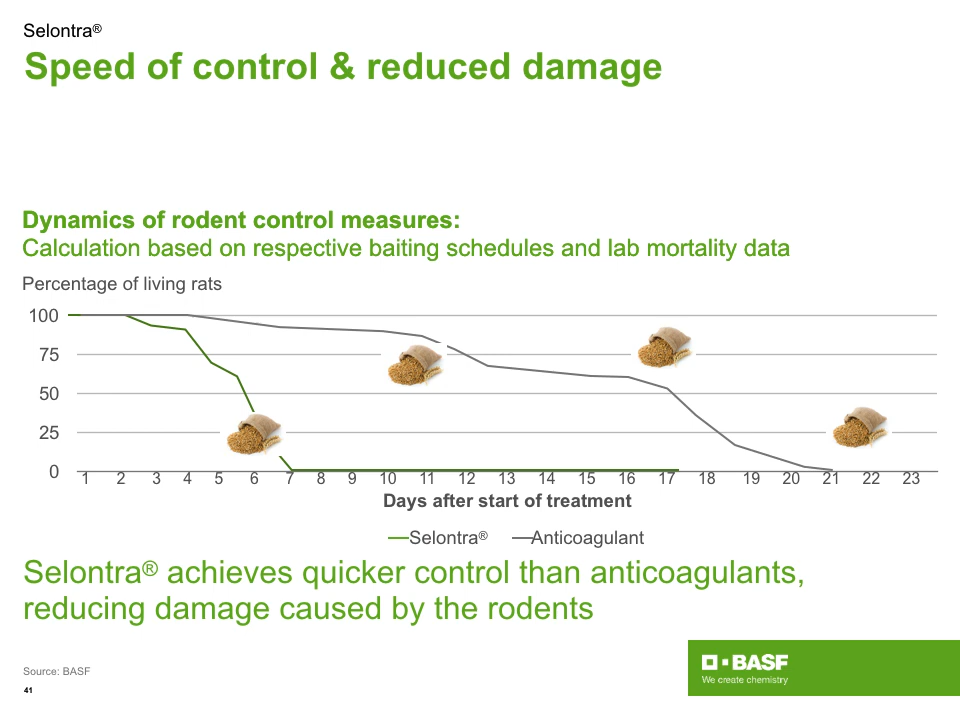 Selontra®
Speed of control & reduced damage
Dynamics of rodent control measures:
Calculation based on respective baiting schedules and lab mortality data
Percentage of living rats
100
75
50
25
0
1 2 3 4 5 6 7 8 9 10 11 12 13 14 15 16 17 18 19 20 21 22 23
Days after start of treatment
Selontra® Anticoagulant
Selontra® achieves quicker control than anticoagulants,
reducing damage caused by the rodents
Source: BASF
41
BASF
We create chemistry